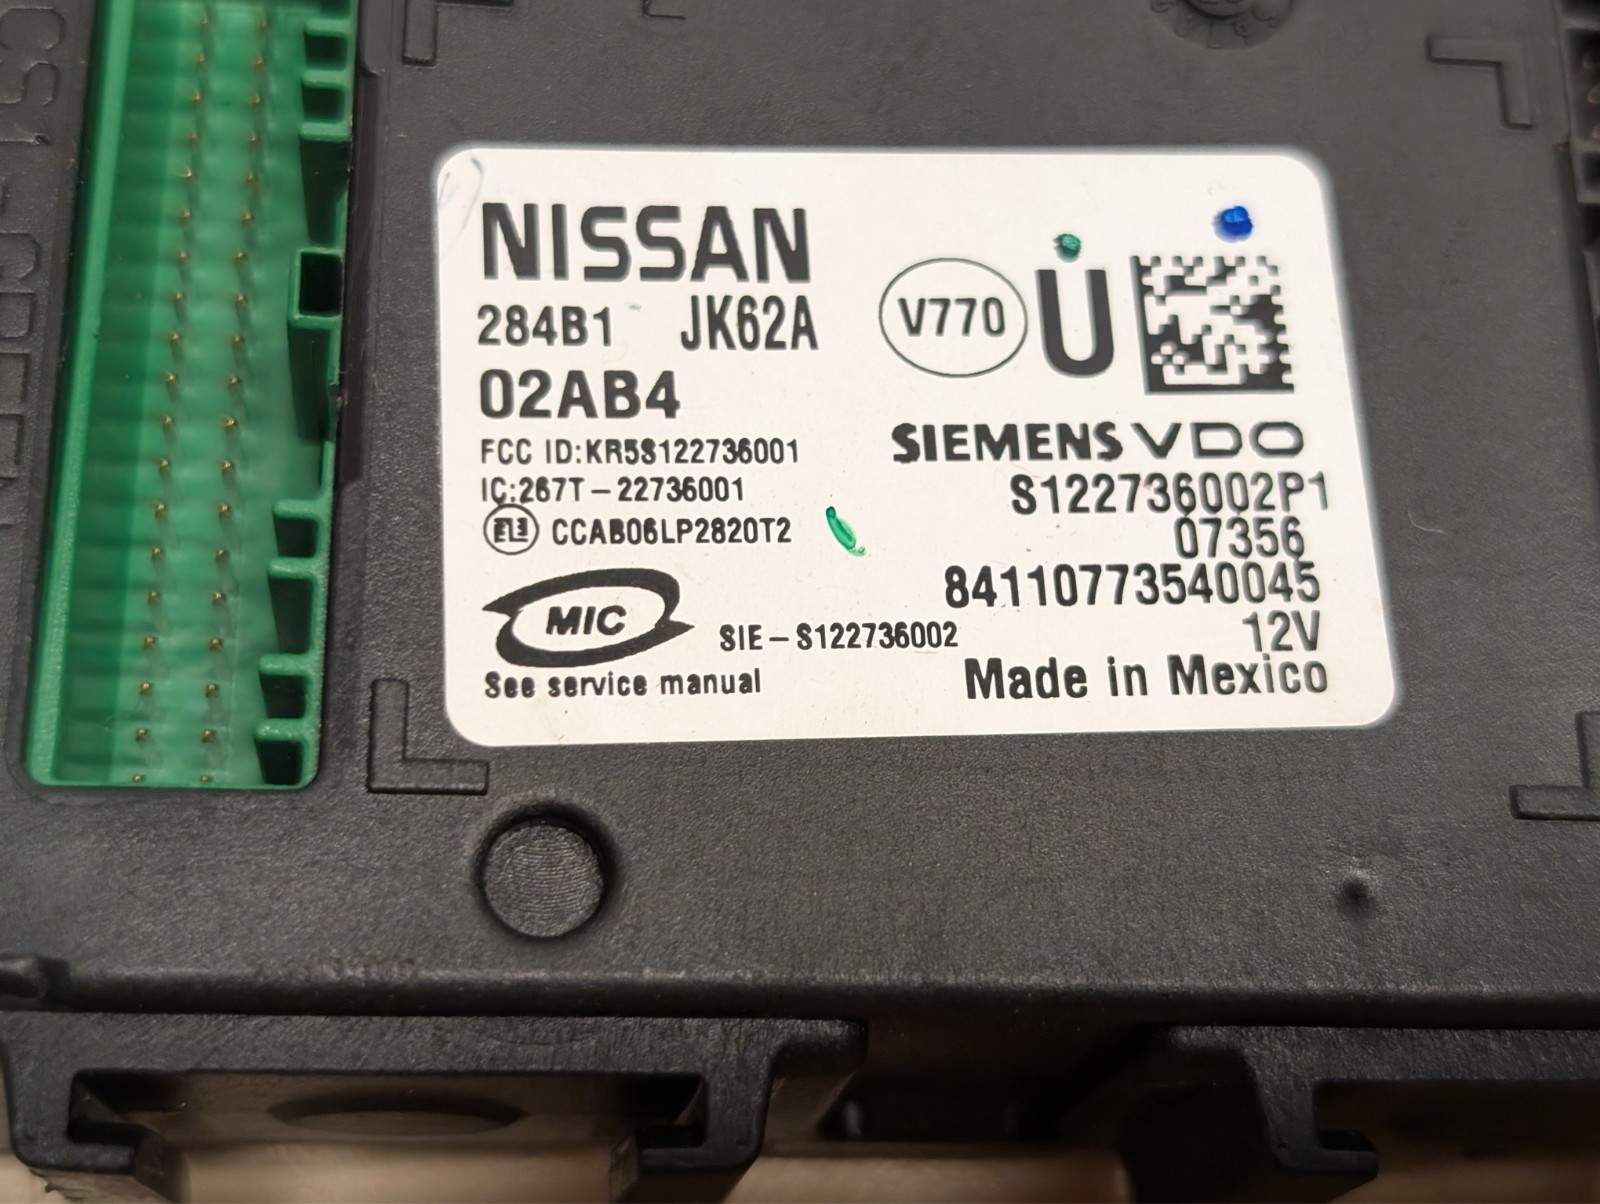 NISSAN
284B1 JK62A
02AB4
V770 U
FCC ID:KR5S122736001
IC:267T-22736001
CCAB06LP2820T2
MIC
SIE-S122736002
See service manual
SIEMENS VDO
S122736002P1
07356
84110773540045
12V
Made in Mexico